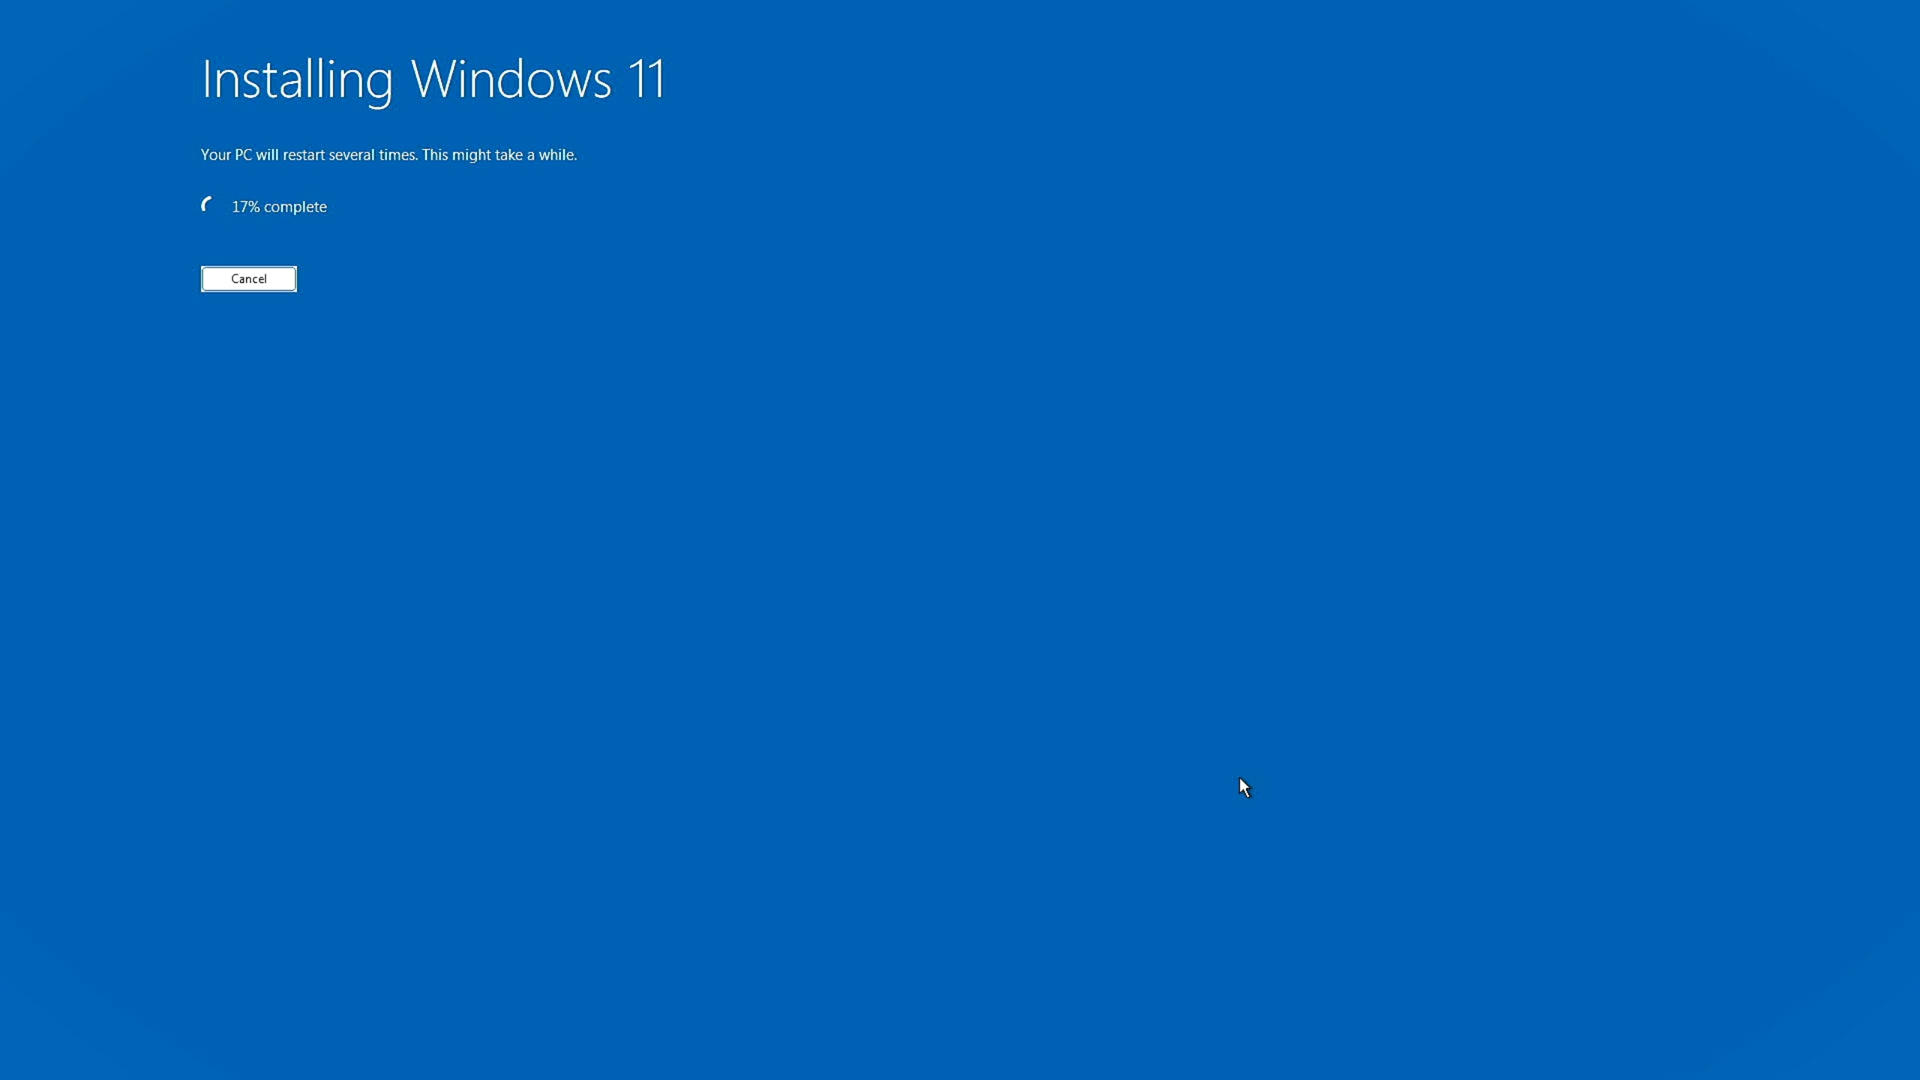 Installing Windows 11
Your PC will restart several times. This might take a while.
17% complete
Cancel